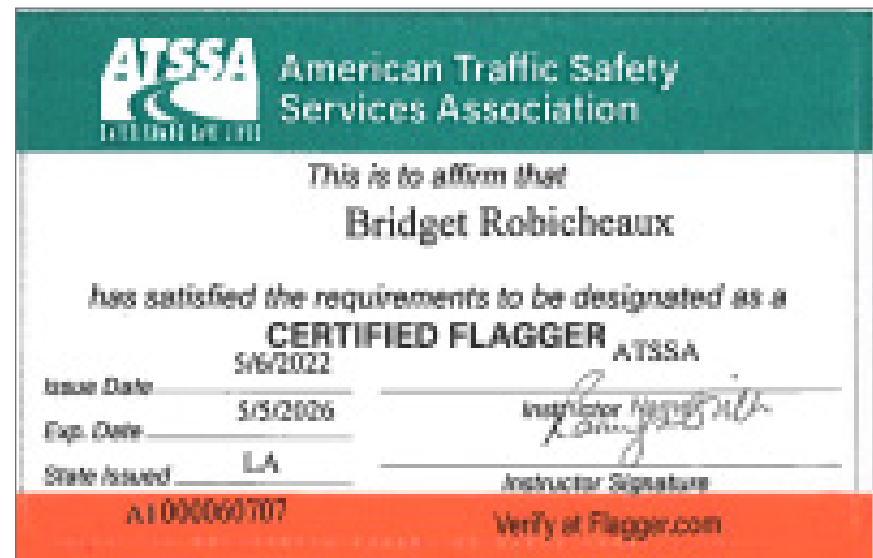 ATSSA American Traffic Safety
Services Association
This is to affirm that
Bridget Robicheaux
has satisfied the requirements to be designated as a
CERTIFIED FLAGGER
Issue Date 5/6/2022
ATSSA
Instructor Name
Exp. Date 5/5/2026
State Issued LA
Instructor Signature
A1000060707
Verify at Flagger.com